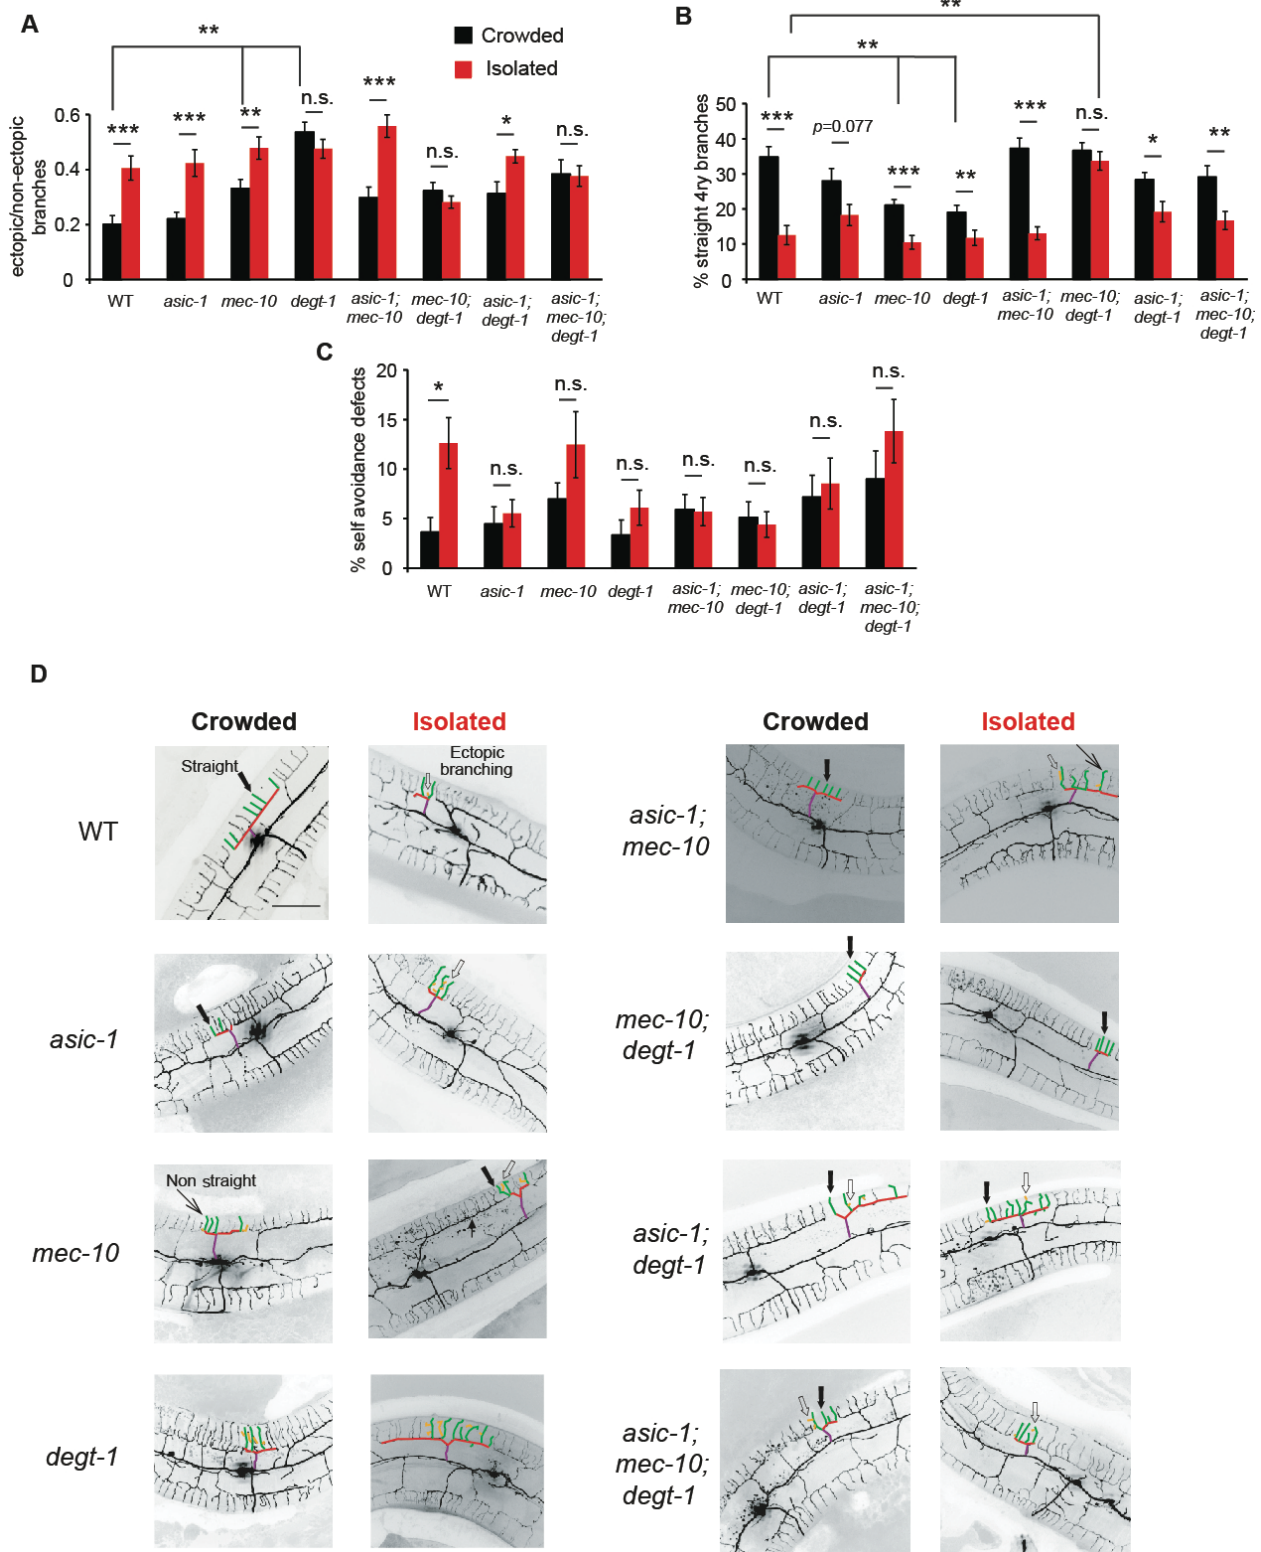 A
**
Crowded
Isolated
ectopic/non-ectopic
branches
0.6
0.4
0.2
0
***
***
**
n.s.
***
n.s.
*
n.s.
WT
asic-1
mec-10
degt-1
asic-1;
mec-10
mec-10;
degt-1
asic-1;
degt-1
asic-1;
mec-10;
degt-1
B
**
**
% straight 4ry branches
50
40
30
20
10
0
***
p=0.077
***
**
***
n.s.
*
**
WT
asic-1
mec-10
degt-1
asic-1;
mec-10
mec-10;
degt-1
asic-1;
degt-1
asic-1;
mec-10;
degt-1
C
% self avoidance defects
20
15
10
5
0
*
n.s.
n.s.
n.s.
n.s.
n.s.
n.s.
n.s.
WT
asic-1
mec-10
degt-1
asic-1;
mec-10
mec-10;
degt-1
asic-1;
degt-1
asic-1;
mec-10;
degt-1
D
Crowded
Isolated
Crowded
Isolated
WT
Straight
Ectopic
branching
asic-1;
mec-10
asic-1
mec-10;
degt-1
mec-10
Non straight
asic-1;
degt-1
degt-1
asic-1;
mec-10;
degt-1